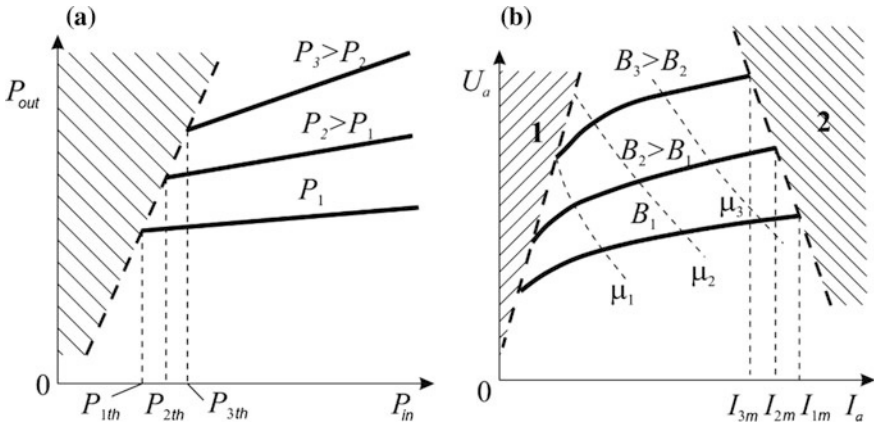 (a)
P_out
P_3>P_2
P_2>P_1
P_1
0
P_1th
P_2th
P_3th
P_in
(b)
U_a
1
2
B_3>B_2
B_2>B_1
B_1
μ_3
μ_2
μ_1
0
I_3m
I_2m
I_1m
I_a